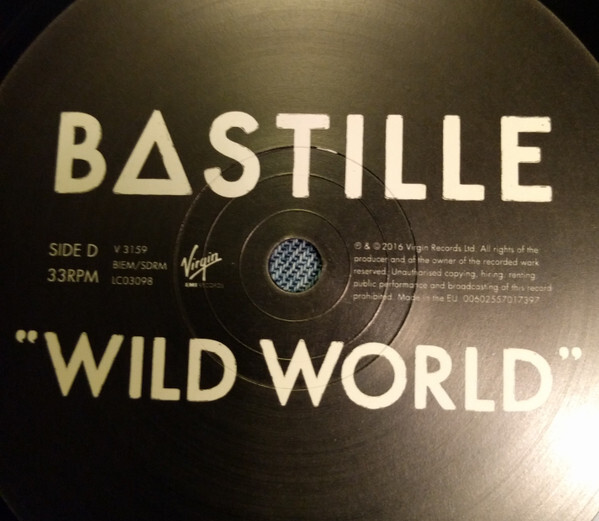 BASTILLE
SIDE D
33RPM
V 3159
BIEM/SDRM
LC03098
Virgin
EMI RECORDS
℗ & © 2016 Virgin Records Ltd. All rights of the
producer and of the owner of the recorded work
reserved. Unauthorised copying, hiring, renting
public performance and broadcasting of this record
prohibited. Made in the EU. 00602557017397
“WILD WORLD”